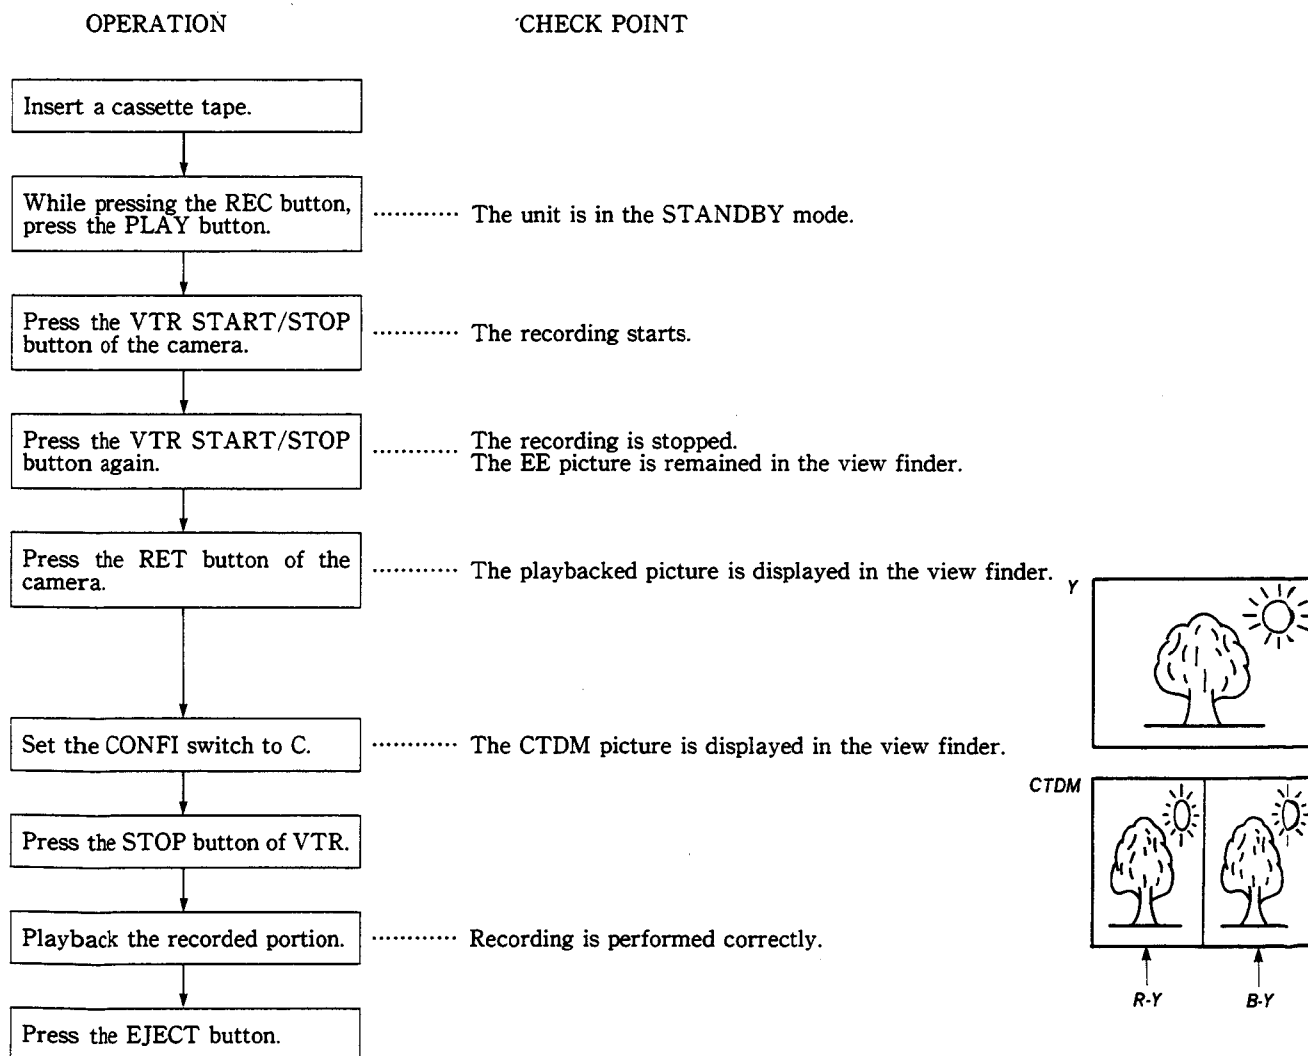 OPERATION
CHECK POINT
Insert a cassette tape.
While pressing the REC button,
press the PLAY button.
............ The unit is in the STANDBY mode.
Press the VTR START/STOP
button of the camera.
............ The recording starts.
Press the VTR START/STOP
button again.
............ The recording is stopped.
The EE picture is remained in the view finder.
Press the RET button of the
camera.
............ The playbacked picture is displayed in the view finder.
Y
Set the CONFI switch to C.
............ The CTDM picture is displayed in the view finder.
CTDM
Press the STOP button of VTR.
Playback the recorded portion.
............ Recording is performed correctly.
R-Y
B-Y
Press the EJECT button.